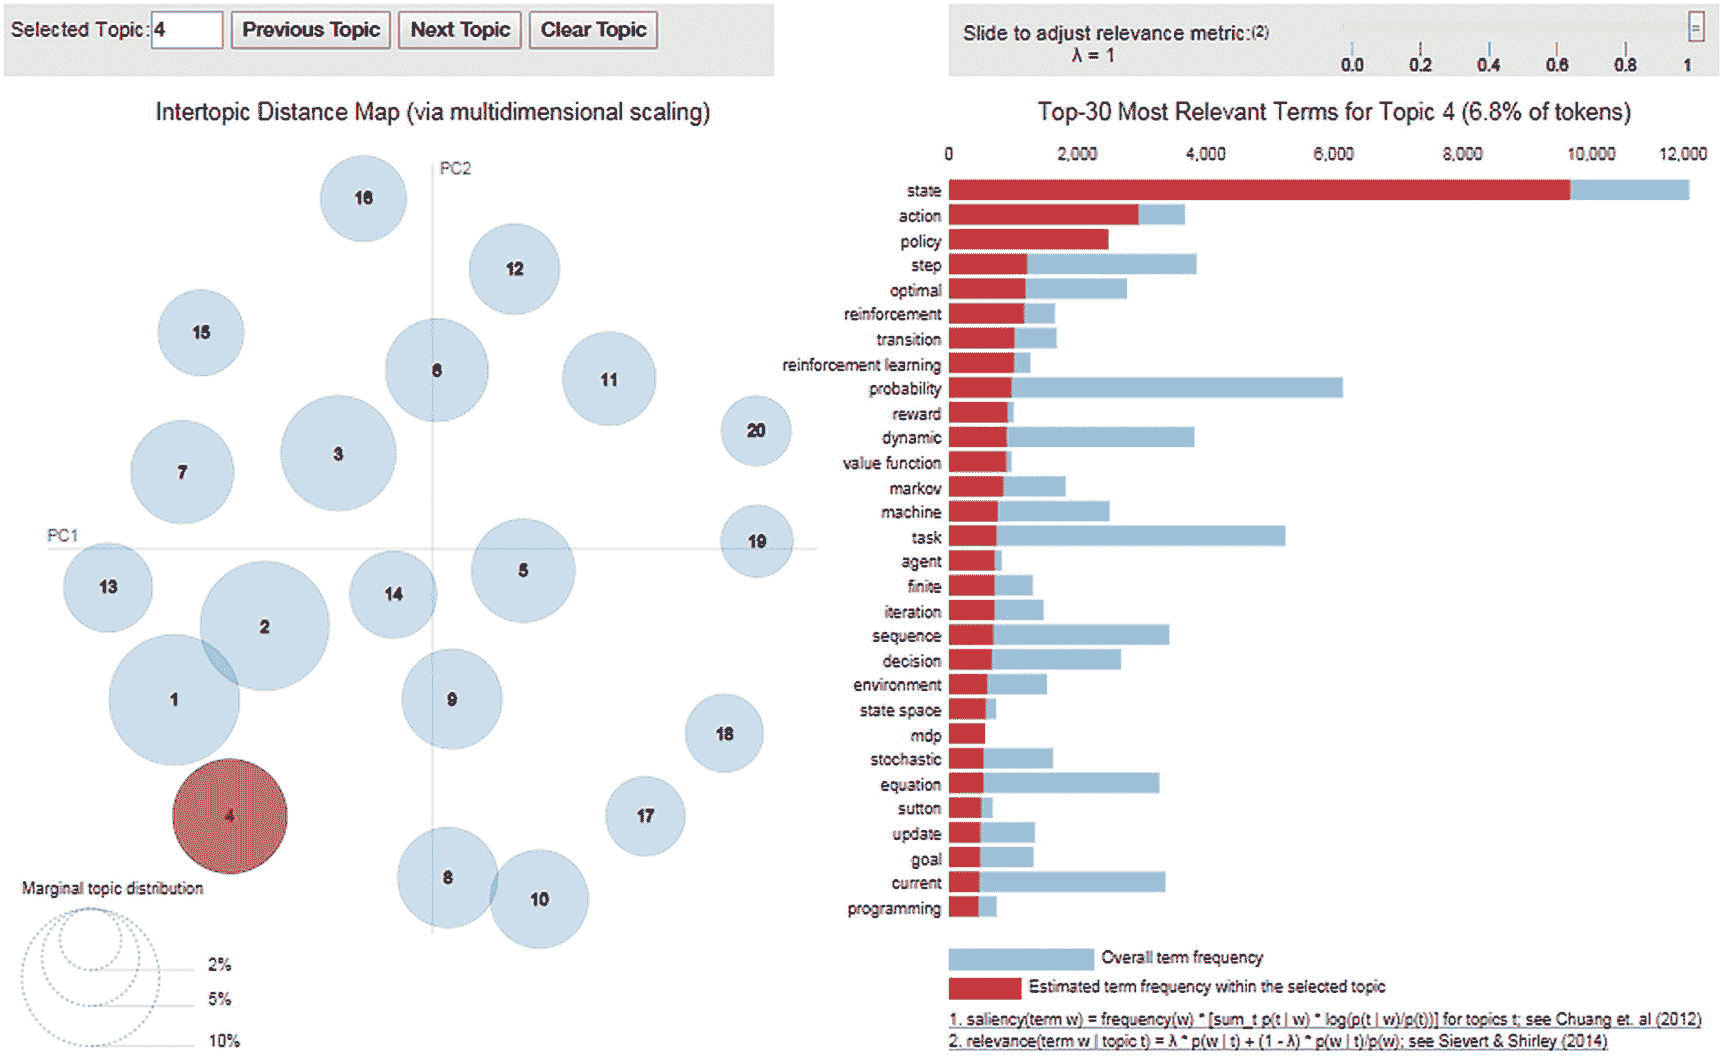 Selected Topic: 4 Previous Topic Next Topic Clear Topic
Slide to adjust relevance metric:(2)
λ = 1
0.0 0.2 0.4 0.6 0.8 1
Intertopic Distance Map (via multidimensional scaling)
PC2
PC1
16
12
15
6
11
20
3
7
19
5
13
14
2
1
9
18
4
17
8
10
Marginal topic distribution
2%
5%
10%
Top-30 Most Relevant Terms for Topic 4 (6.8% of tokens)
0 2,000 4,000 6,000 8,000 10,000 12,000
state
action
policy
step
optimal
reinforcement
transition
reinforcement learning
probability
reward
dynamic
value function
markov
machine
task
agent
finite
iteration
sequence
decision
environment
state space
mdp
stochastic
equation
sutton
update
goal
current
programming
Overall term frequency
Estimated term frequency within the selected topic
1. saliency(term w) = frequency(w) * [sum_t p(t | w) * log(p(t | w)/p(t))] for topics t; see Chuang et. al (2012)
2. relevance(term w | topic t) = λ * p(w | t) + (1 - λ) * p(w | t)/p(w); see Sievert & Shirley (2014)